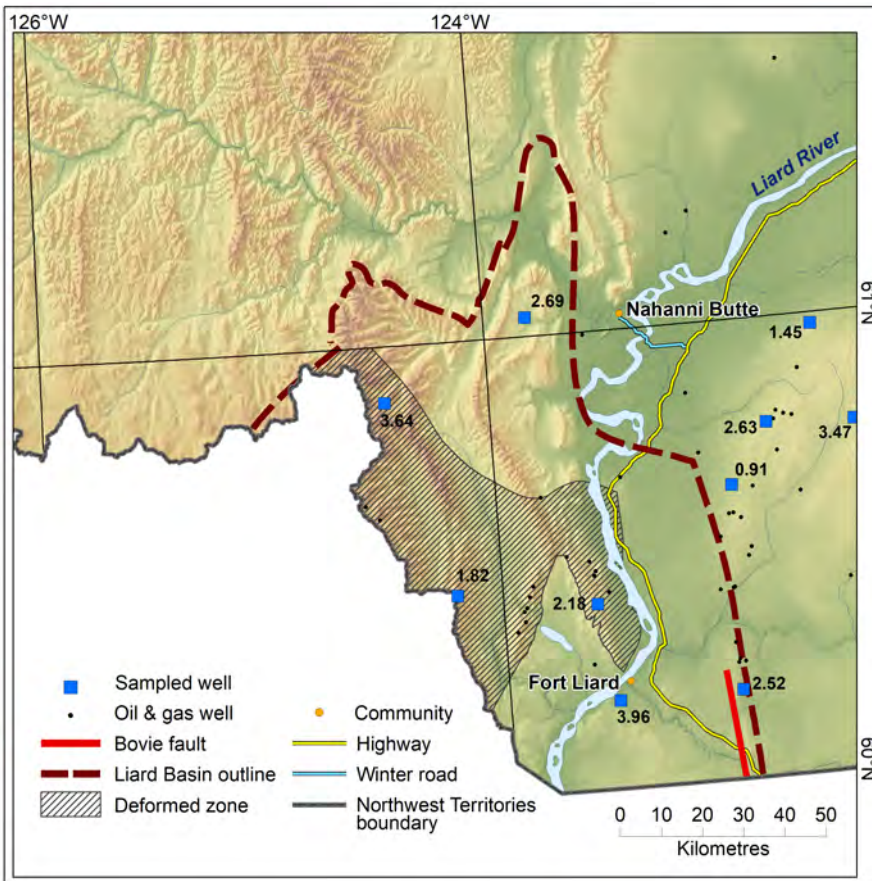 126°W
124°W
Liard River
2.69
Nahanni Butte
61°N
1.45
3.64
2.63
3.47
0.91
1.82
2.18
Fort Liard
2.52
3.96
60°N
Sampled well
Oil & gas well
Bovie fault
Liard Basin outline
Deformed zone
Community
Highway
Winter road
Northwest Territories
boundary
0 10 20 30 40 50
Kilometres